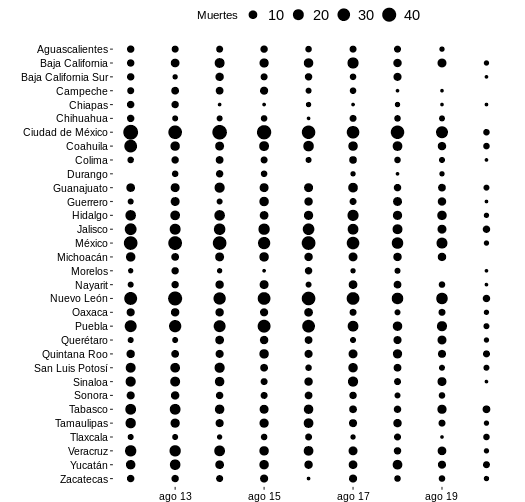 Muertes 10 20 30 40
Aguascalientes
Baja California
Baja California Sur
Campeche
Chiapas
Chihuahua
Ciudad de México
Coahuila
Colima
Durango
Guanajuato
Guerrero
Hidalgo
Jalisco
México
Michoacán
Morelos
Nayarit
Nuevo León
Oaxaca
Puebla
Querétaro
Quintana Roo
San Luis Potosí
Sinaloa
Sonora
Tabasco
Tamaulipas
Tlaxcala
Veracruz
Yucatán
Zacatecas
ago 13 ago 15 ago 17 ago 19